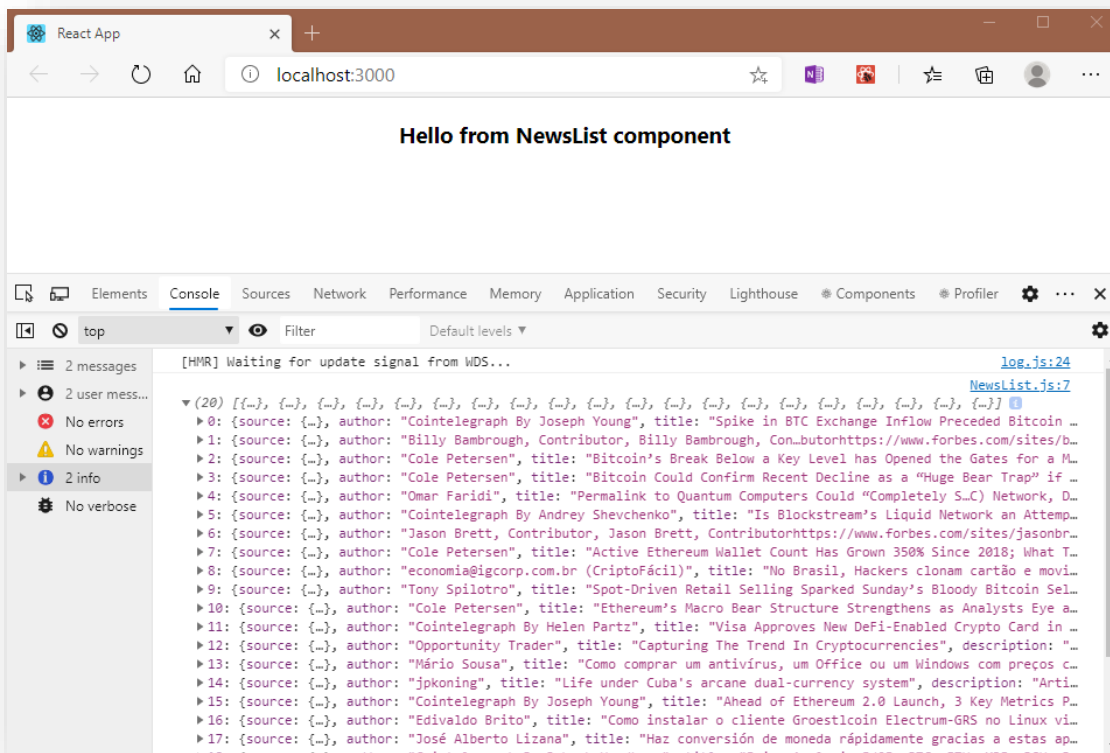 React App
localhost:3000
Hello from NewsList component
Elements Console Sources Network Performance Memory Application Security Lighthouse Components Profiler
top Filter Default levels ▼
2 messages
2 user mess...
No errors
No warnings
2 info
No verbose
[HMR] Waiting for update signal from WDS... log.js:24
NewsList.js:7
▼(20) [{…}, {…}, {…}, {…}, {…}, {…}, {…}, {…}, {…}, {…}, {…}, {…}, {…}, {…}, {…}, {…}, {…}, {…}, {…}, {…}]
▶0: {source: {…}, author: "Cointelegraph By Joseph Young", title: "Spike in BTC Exchange Inflow Preceded Bitcoin …
▶1: {source: {…}, author: "Billy Bambrough, Contributor, Billy Bambrough, Con…butorhttps://www.forbes.com/sites/b…
▶2: {source: {…}, author: "Cole Petersen", title: "Bitcoin’s Break Below a Key Level has Opened the Gates for a M…
▶3: {source: {…}, author: "Cole Petersen", title: "Bitcoin Could Confirm Recent Decline as a “Huge Bear Trap” if …
▶4: {source: {…}, author: "Omar Faridi", title: "Permalink to Quantum Computers Could “Completely S…C) Network, D…
▶5: {source: {…}, author: "Cointelegraph By Andrey Shevchenko", title: "Is Blockstream’s Liquid Network an Attemp…
▶6: {source: {…}, author: "Jason Brett, Contributor, Jason Brett, Contributorhttps://www.forbes.com/sites/jasonbr…
▶7: {source: {…}, author: "Cole Petersen", title: "Active Ethereum Wallet Count Has Grown 350% Since 2018; What T…
▶8: {source: {…}, author: "economia@igcorp.com.br (CriptoFácil)", title: "No Brasil, Hackers clonam cartão e movi…
▶9: {source: {…}, author: "Tony Spilotro", title: "Spot-Driven Retail Selling Sparked Sunday’s Bloody Bitcoin Sel…
▶10: {source: {…}, author: "Cole Petersen", title: "Ethereum’s Macro Bear Structure Strengthens as Analysts Eye a…
▶11: {source: {…}, author: "Cointelegraph By Helen Partz", title: "Visa Approves New DeFi-Enabled Crypto Card in …
▶12: {source: {…}, author: "Opportunity Trader", title: "Capturing The Trend In Cryptocurrencies", description: "…
▶13: {source: {…}, author: "Mário Sousa", title: "Como comprar um antivírus, um Office ou um Windows com preços c…
▶14: {source: {…}, author: "jpkoning", title: "Life under Cuba's arcane dual-currency system", description: "Arti…
▶15: {source: {…}, author: "Cointelegraph By Joseph Young", title: "Ahead of Ethereum 2.0 Launch, 3 Key Metrics P…
▶16: {source: {…}, author: "Edivaldo Brito", title: "Como instalar o cliente Groestlcoin Electrum-GRS no Linux vi…
▶17: {source: {…}, author: "José Alberto Lizana", title: "Haz conversión de moneda rápidamente gracias a estas ap…